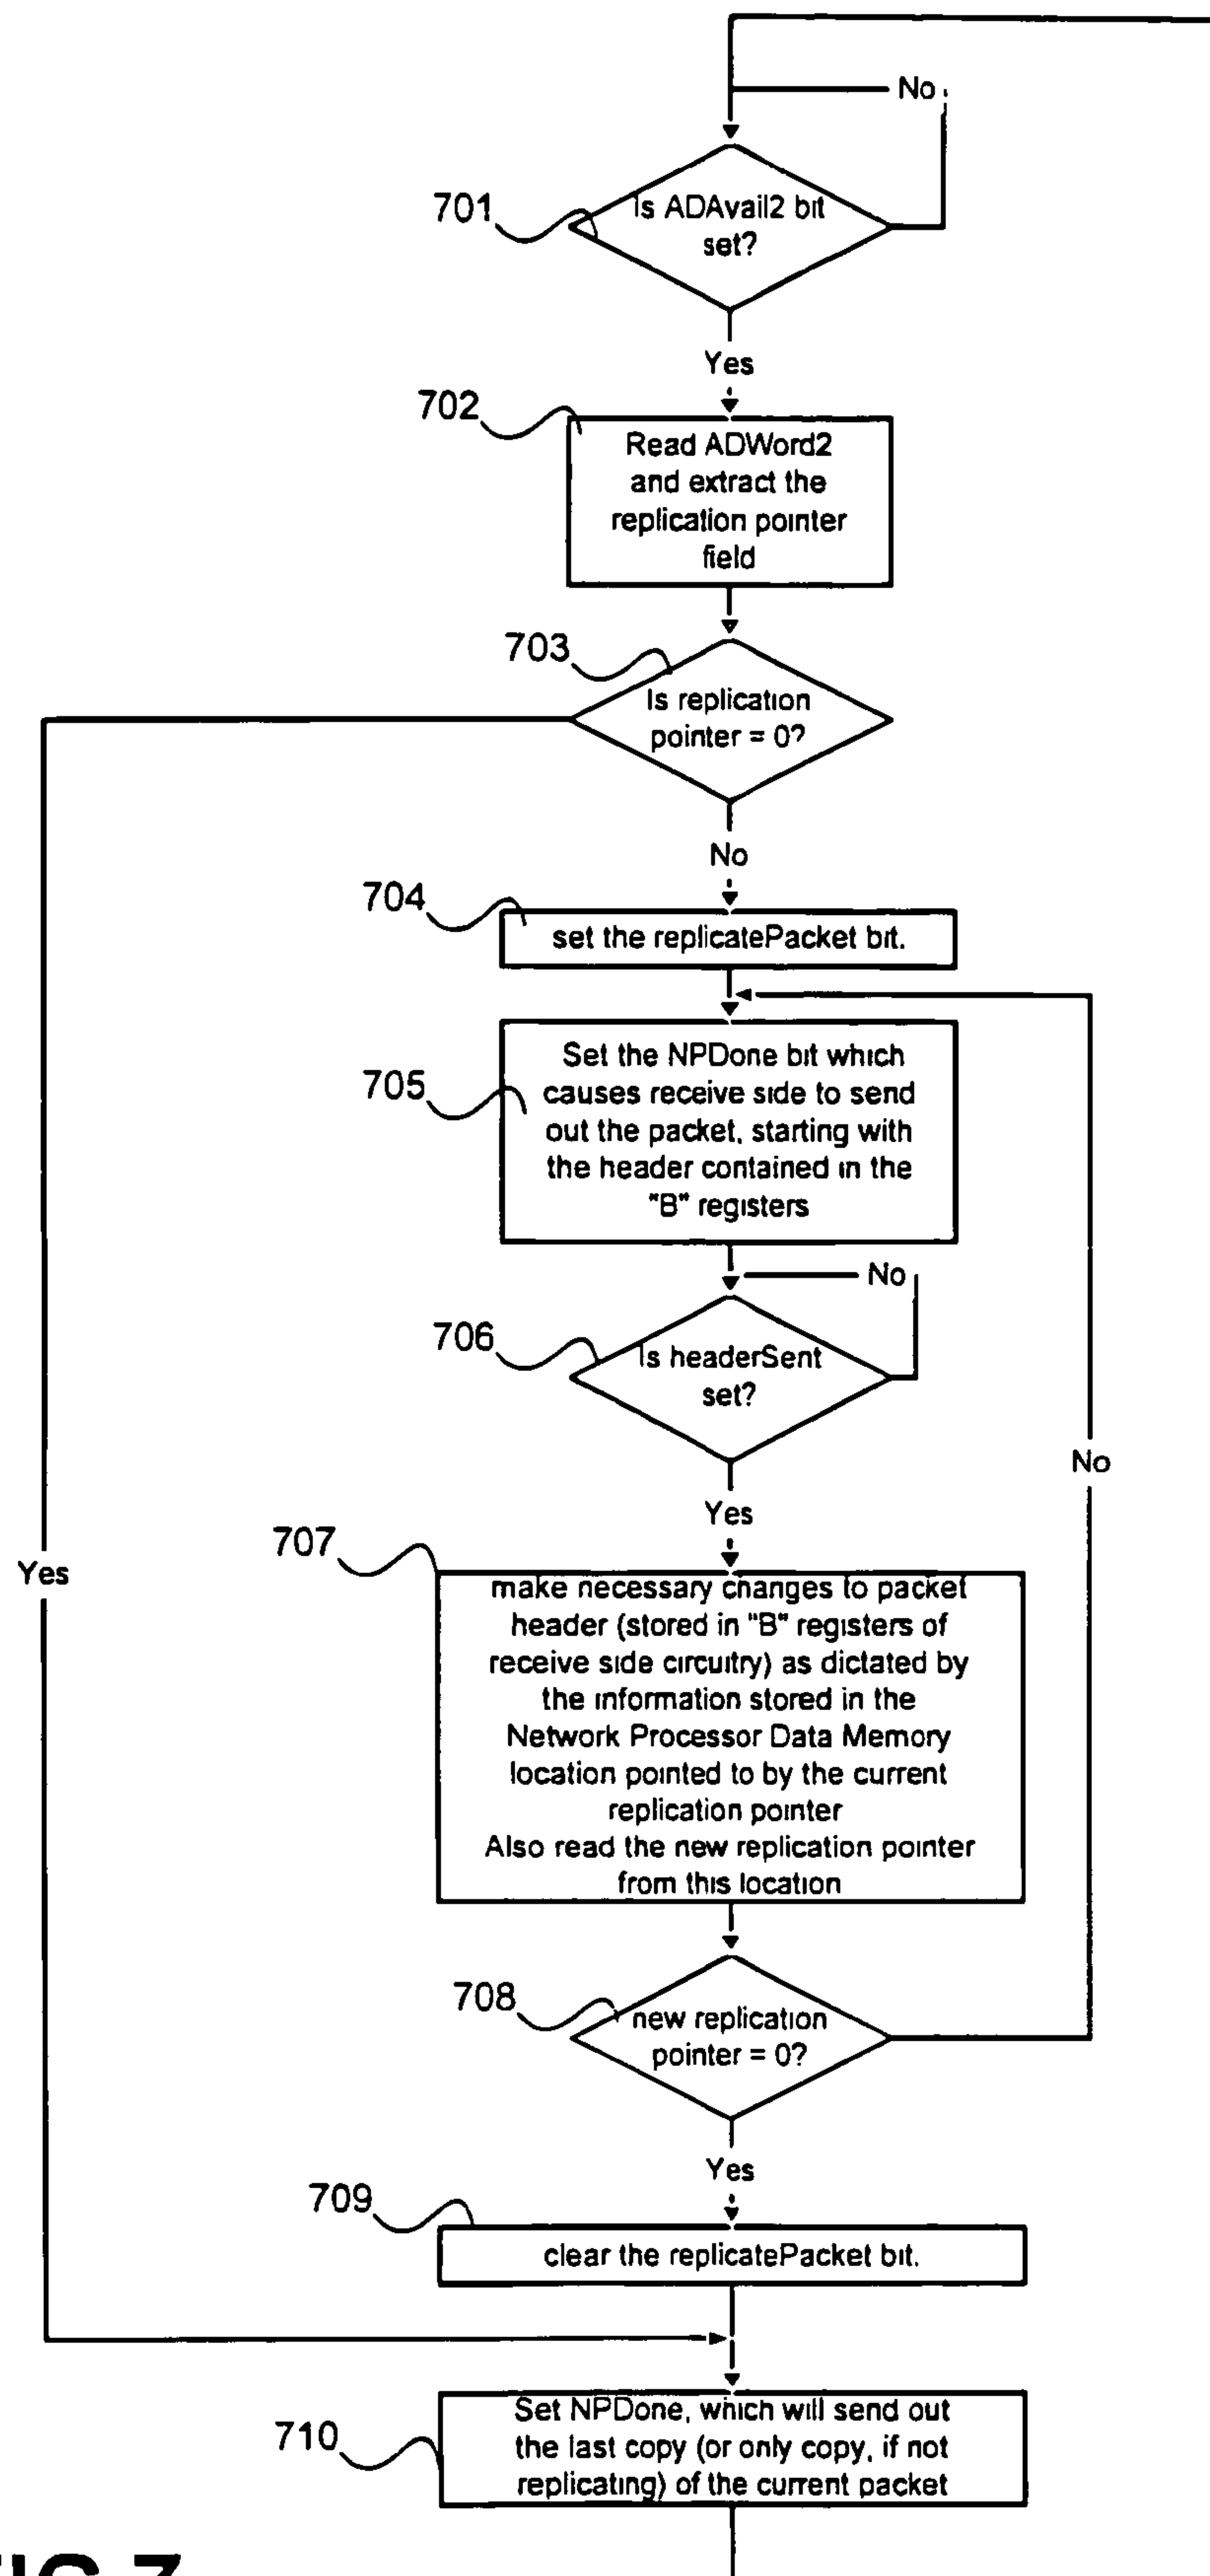 No
701
Is ADAvail2 bit
set?
Yes
702
Read ADWord2
and extract the
replication pointer
field
703
Is replication
pointer = 0?
No
704
set the replicatePacket bit.
705
Set the NPDone bit which
causes receive side to send
out the packet, starting with
the header contained in the
"B" registers
No
706
Is headerSent
set?
No
Yes
707
Yes
make necessary changes to packet
header (stored in "B" registers of
receive side circuitry) as dictated by
the information stored in the
Network Processor Data Memory
location pointed to by the current
replication pointer
Also read the new replication pointer
from this location
708
new replication
pointer = 0?
Yes
709
clear the replicatePacket bit.
710
Set NPDone, which will send out
the last copy (or only copy, if not
replicating) of the current packet